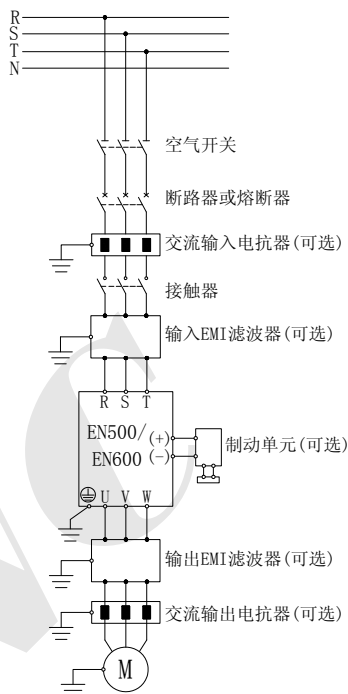 R
S
T
N
空气开关
断路器或熔断器
交流输入电抗器(可选)
接触器
输入EMI滤波器(可选)
R S T
EN500/ (+)
EN600 (-)
制动单元(可选)
U V W
输出EMI滤波器(可选)
交流输出电抗器(可选)
M